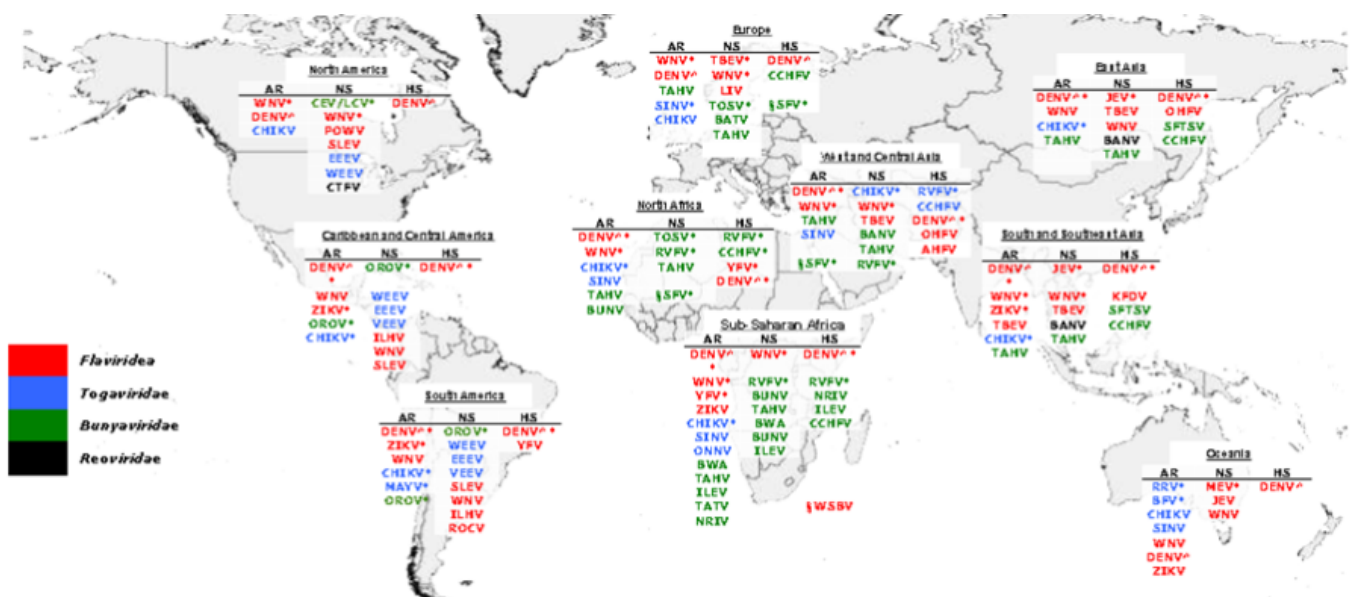 North America
AR NS HS
WNV* CEV/LCV* DENV^
DENV^ WNV*
CHIKV POWV
SLEV
EEEV
WEEV
CTFV
Europe
AR NS HS
WNV* TBEV* DENV^
DENV^ WNV* CCHFV
TAHV LIV
SINV* TOSV* §SFV*
CHIKV BATV
TAHV
East Asia
AR NS HS
DENV^* JEV* DENV^*
WNV TBEV OHFV
CHIKV* WNV SFTSV
TAHV BANV CCHFV
TAHV
West and Central Asia
AR NS HS
DENV^* CHIKV* RVFV*
WNV* WNV* CCHFV
TAHV TBEV DENV^*
SINV BANV OHFV
TAHV AHFV
§SFV* RVFV*
North Africa
AR NS HS
DENV^* TOSV* RVFV*
WNV* RVFV* CCHFV*
CHIKV* TAHV YFV*
SINV DENV^*
TAHV §SFV*
BUNV
Caribbean and Central America
AR NS HS
DENV^ OROV* DENV^*
*
WNV WEEV
ZIKV* EEEV
OROV* VEEV
CHIKV* ILHV
WNV
SLEV
South and Southeast Asia
AR NS HS
DENV^ JEV* DENV^*
*
WNV* WNV* KFDV
ZIKV* TBEV SFTSV
TBEV BANV CCHFV
CHIKV* TAHV
TAHV
Sub-Saharan Africa
AR NS HS
DENV^ WNV* DENV^*
*
WNV* RVFV* RVFV*
YFV* BUNV NRIV
ZIKV TAHV ILEV
CHIKV* BWA CCHFV
SINV BUNV
ONNV ILEV
BWA
TAHV
ILEV
TATV §WSBV
NRIV
Flaviridea
Togaviridae
Bunyaviridae
Reoviridae
South America
AR NS HS
DENV^* OROV* DENV^*
ZIKV* WEEV YFV
WNV EEEV
CHIKV* VEEV
MAYV* SLEV
OROV* WNV
ILHV
ROCV
Oceania
AR NS HS
RRV* MEV* DENV^
BFV* JEV
CHIKV WNV
SINV
WNV
DENV^
ZIKV